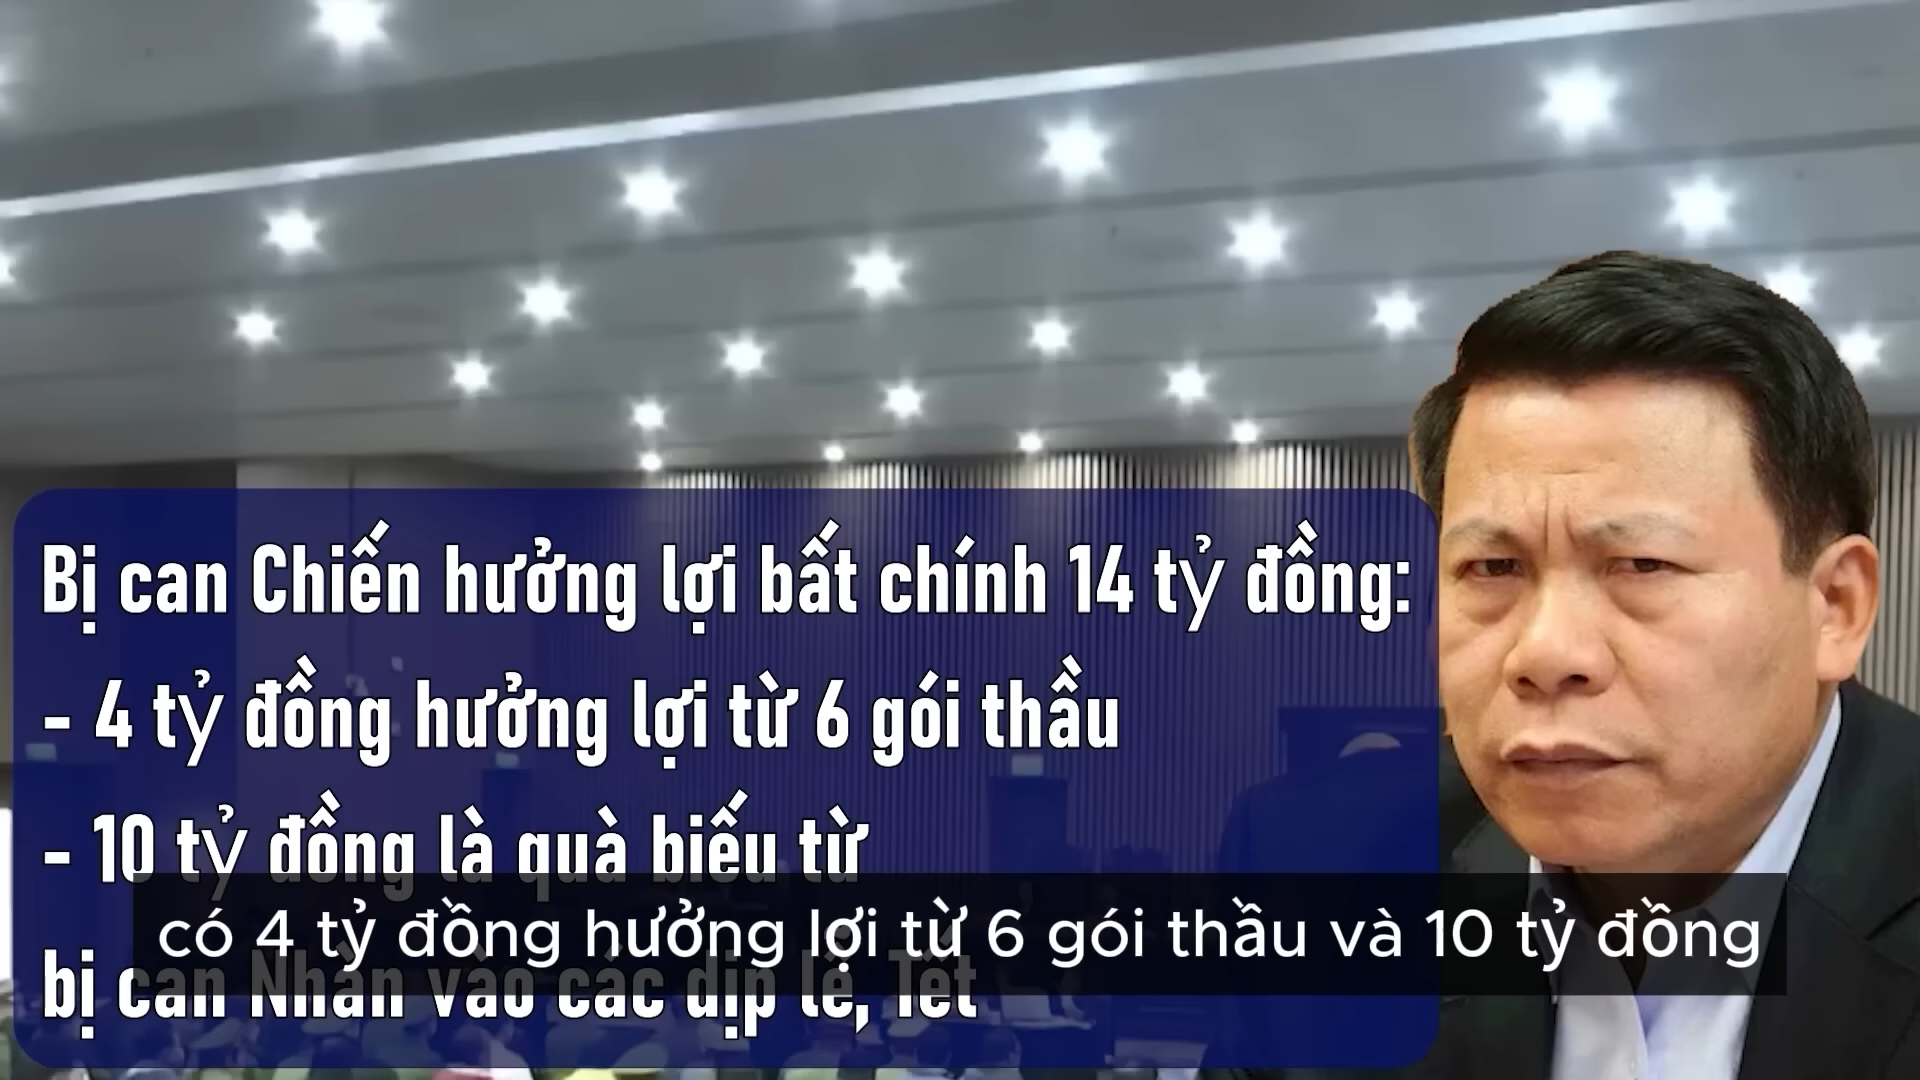 Bị can Chiến hưởng lợi bất chính 14 tỷ đồng:
- 4 tỷ đồng hưởng lợi từ 6 gói thầu
- 10 tỷ đồng là quà biếu từ
có 4 tỷ đồng hưởng lợi từ 6 gói thầu và 10 tỷ đồng
bị can Nhàn vào các dịp lễ, Tết